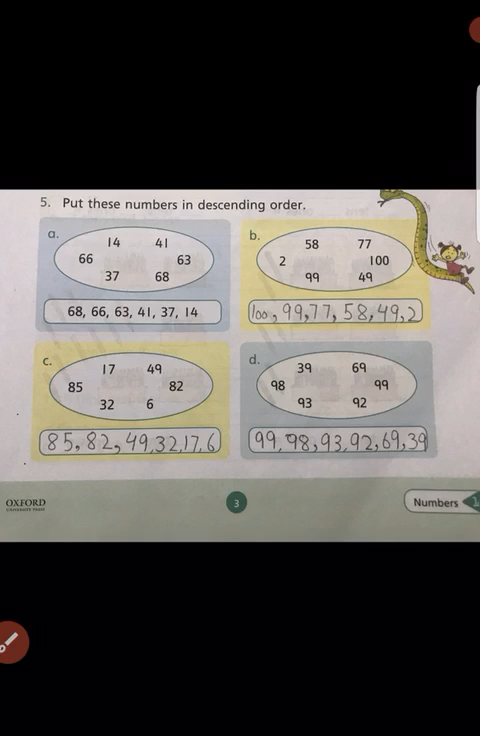 5. Put these numbers in descending order.
a.
14 41
66 63
37 68
68, 66, 63, 41, 37, 14
b.
58 77
2 100
99 49
100, 99, 77, 58, 49, 2
c.
17 49
85 82
32 6
85, 82, 49, 32, 17, 6
d.
39 69
98 99
93 92
99, 98, 93, 92, 69, 39
OXFORD
UNIVERSITY PRESS
3
Numbers 1